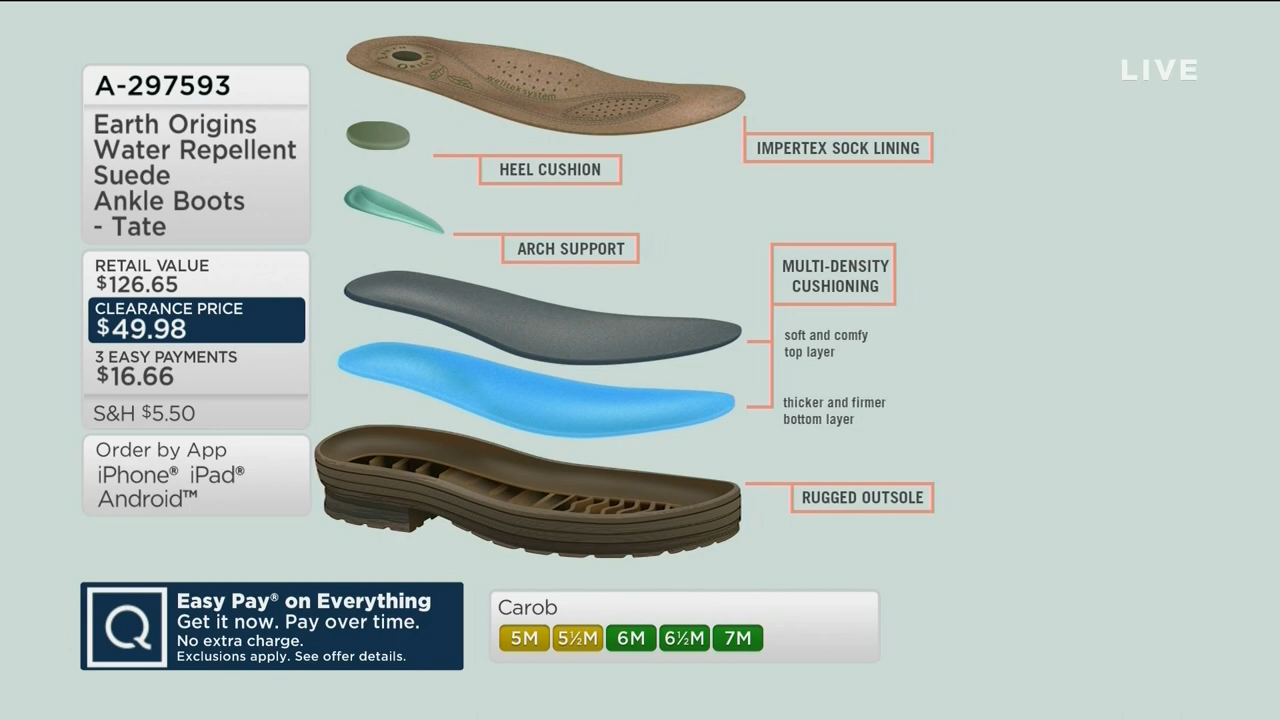 LIVE
A-297593
Earth Origins
Water Repellent
Suede
Ankle Boots
- Tate
RETAIL VALUE
$126.65
CLEARANCE PRICE
$49.98
3 EASY PAYMENTS
$16.66
S&H $5.50
Order by App
iPhone® iPad®
Android™
welltek system
IMPERTEX SOCK LINING
HEEL CUSHION
ARCH SUPPORT
MULTI-DENSITY
CUSHIONING
soft and comfy
top layer
thicker and firmer
bottom layer
RUGGED OUTSOLE
Q
Easy Pay® on Everything
Get it now. Pay over time.
No extra charge.
Exclusions apply. See offer details.
Carob
5M 5½M 6M 6½M 7M